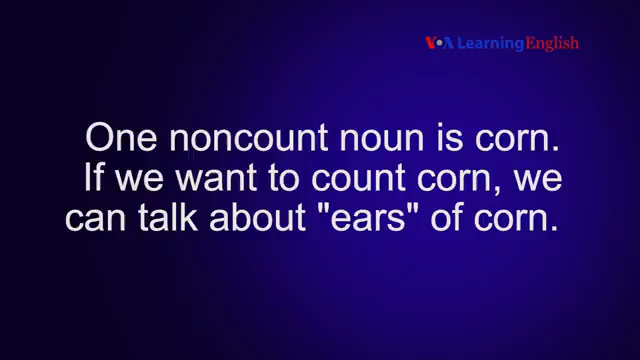 VOA Learning English
One noncount noun is corn.
If we want to count corn, we
can talk about "ears" of corn.